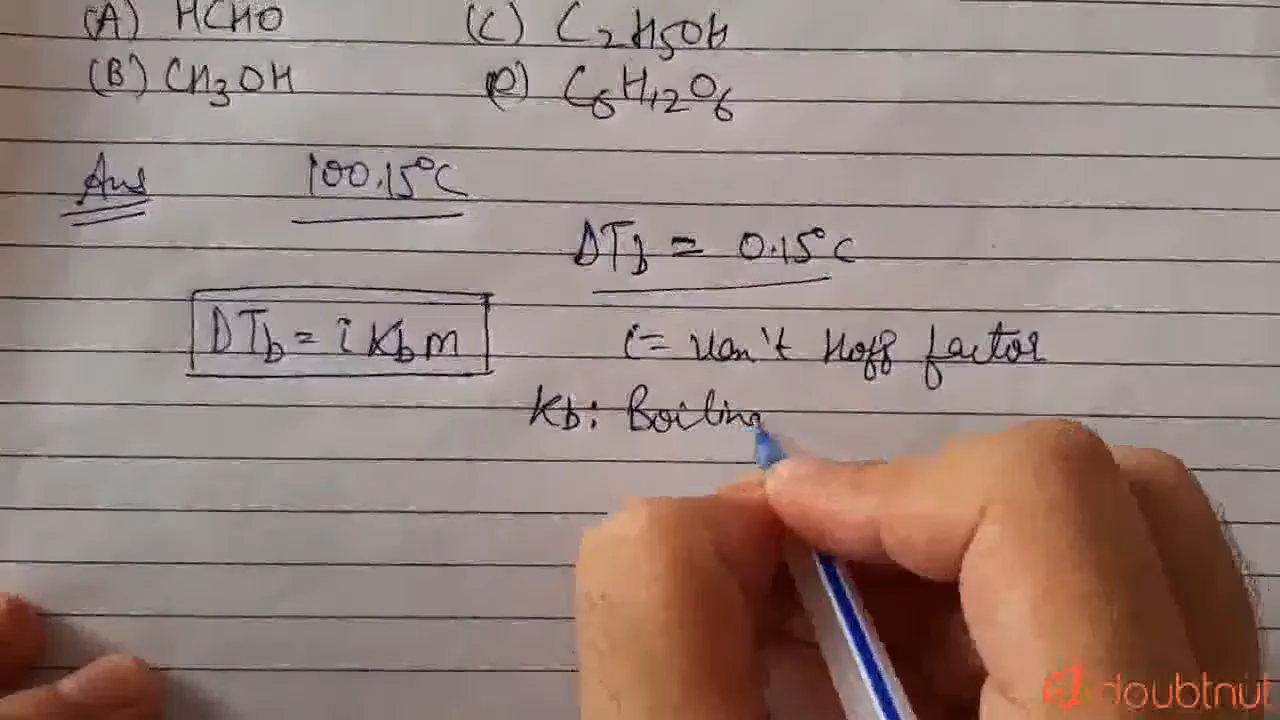 (A) HCHO (C) C2H5OH
(B) CH3OH (D) C6H12O6
Ans 100.15°C
ΔTb = 0.15°C
ΔTb = i Kb m i = Van't Hoff factor
Kb: Boiling
doubtnut